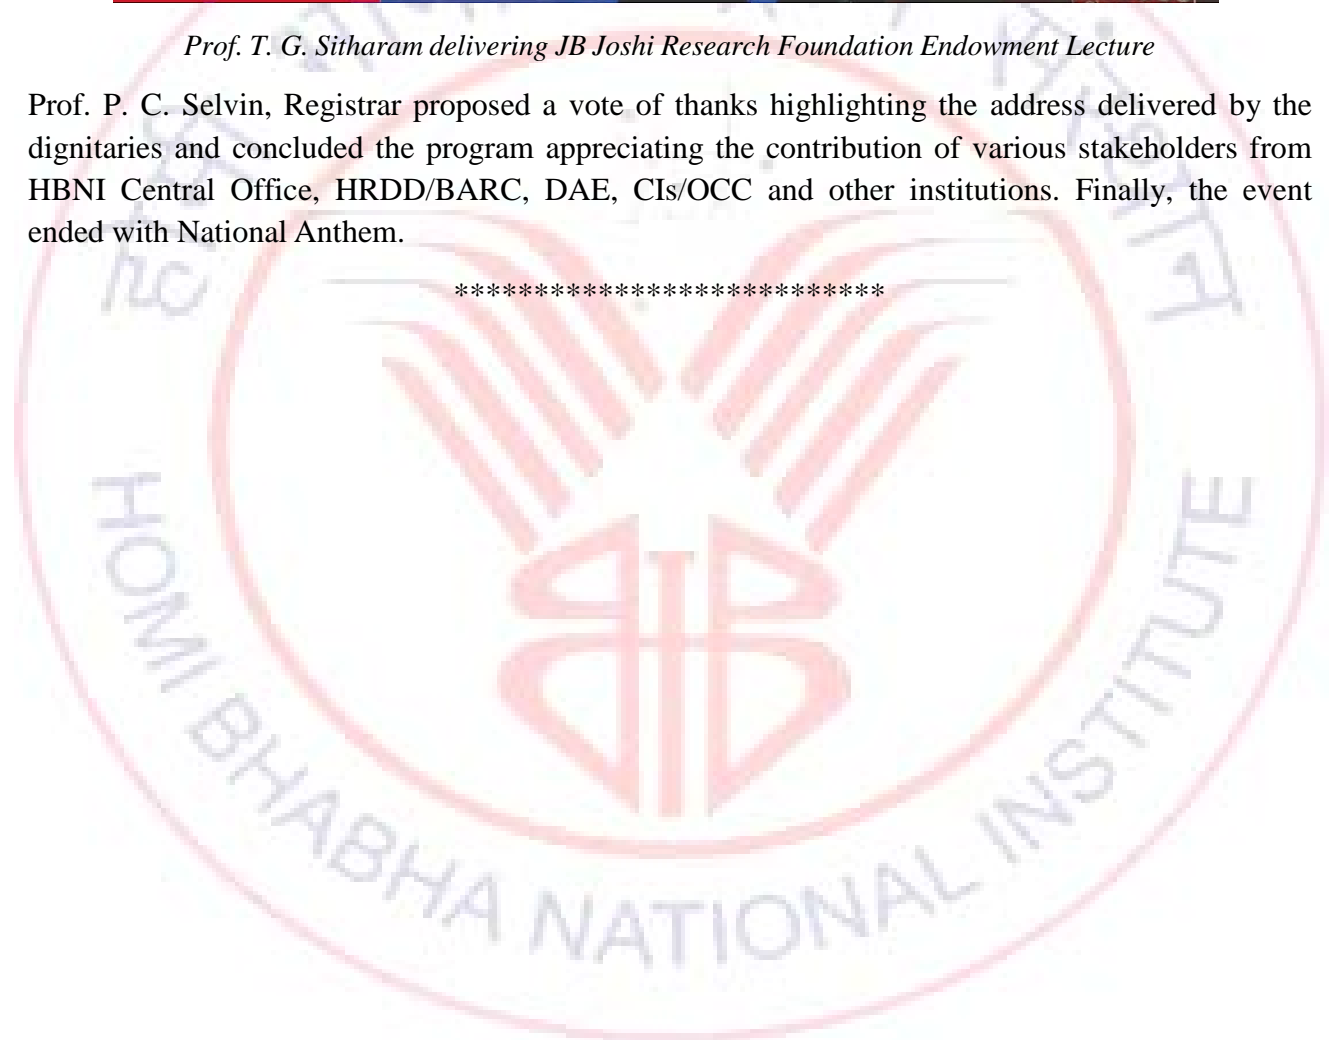 Prof. T. G. Sitharam delivering JB Joshi Research Foundation Endowment Lecture
Prof. P. C. Selvin, Registrar proposed a vote of thanks highlighting the address delivered by the
dignitaries and concluded the program appreciating the contribution of various stakeholders from
HBNI Central Office, HRDD/BARC, DAE, CIs/OCC and other institutions. Finally, the event
ended with National Anthem.
***************************
HOMI BHABHA NATIONAL INSTITUTE